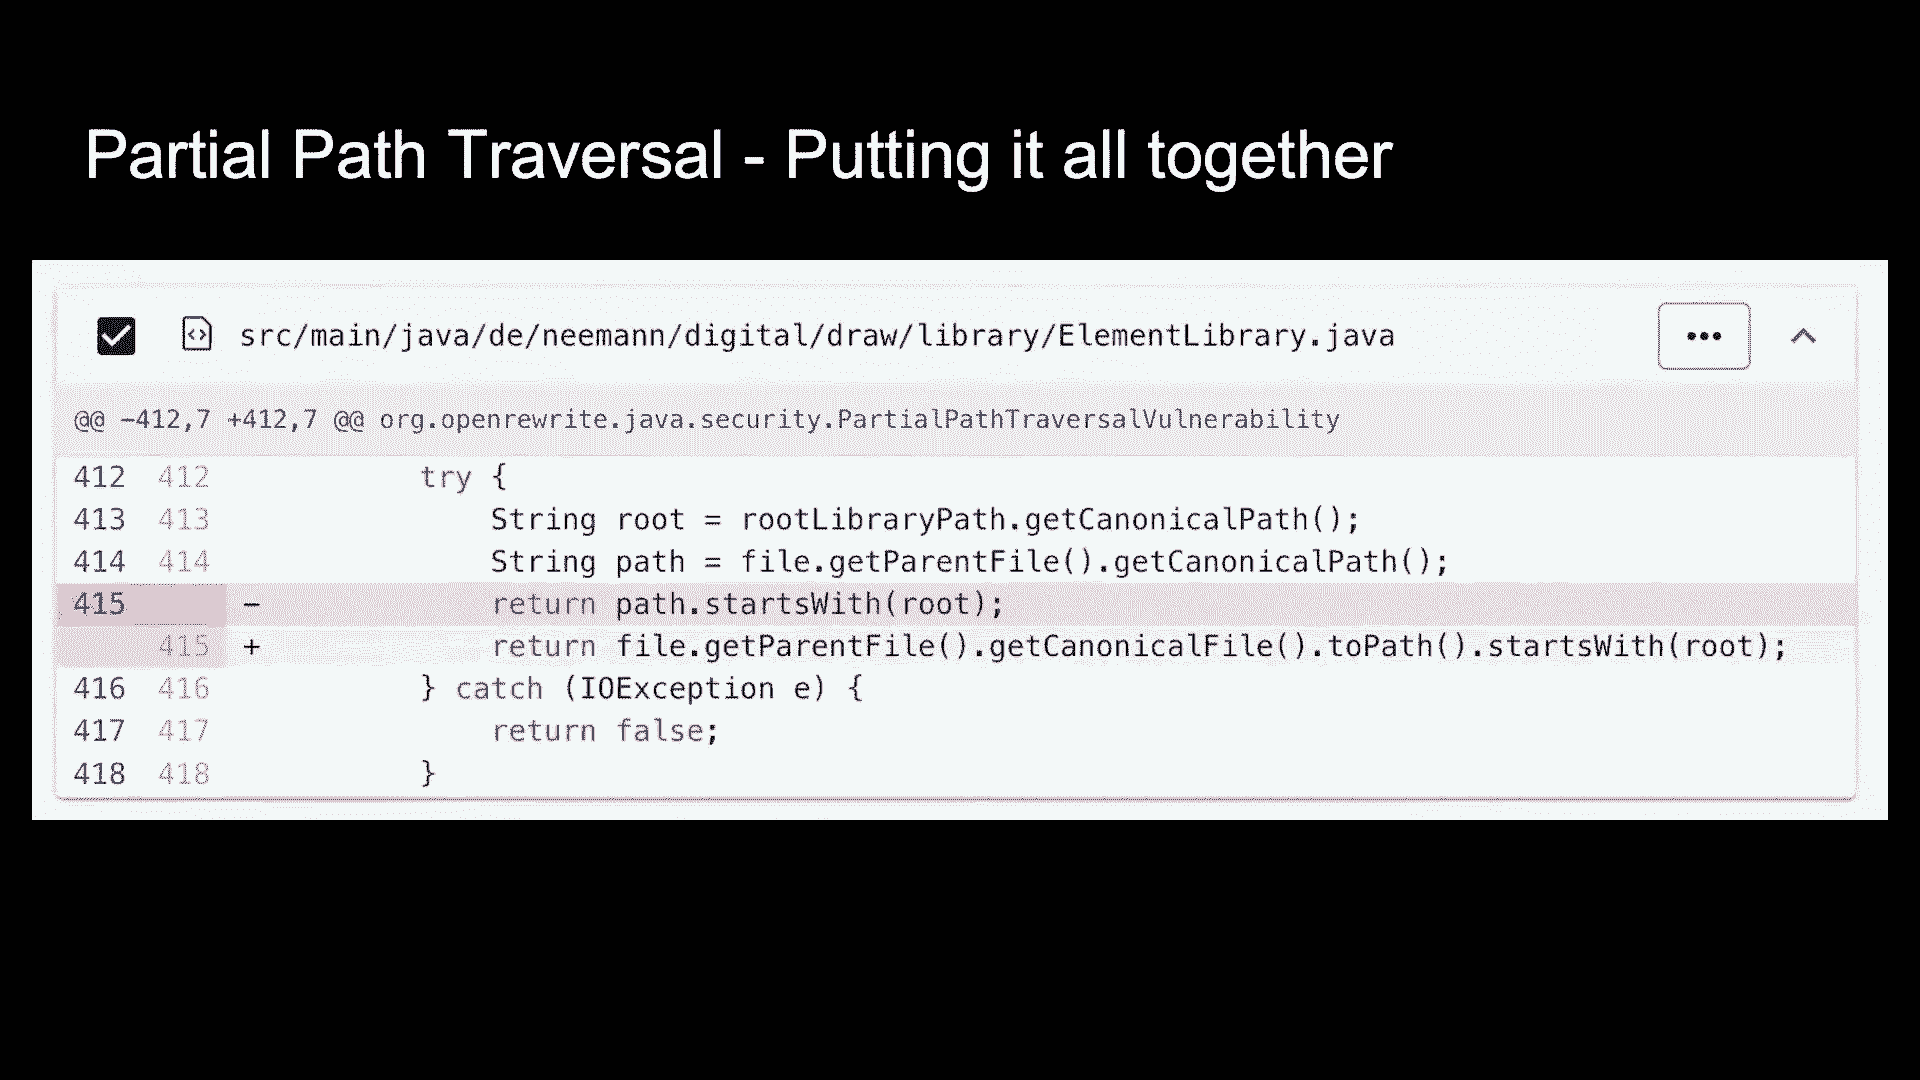 Partial Path Traversal - Putting it all together
src/main/java/de/neemann/digital/draw/library/ElementLibrary.java
@@ -412,7 +412,7 @@ org.openrewrite.java.security.PartialPathTraversalVulnerability
412 412 try {
413 413 String root = rootLibraryPath.getCanonicalPath();
414 414 String path = file.getParentFile().getCanonicalPath();
415 - return path.startsWith(root);
415 + return file.getParentFile().getCanonicalFile().toPath().startsWith(root);
416 416 } catch (IOException e) {
417 417 return false;
418 418 }